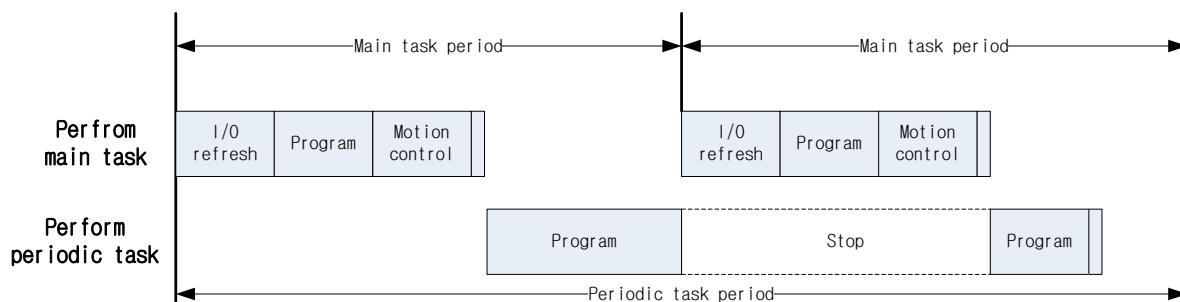 Main task period
Main task period
Perfrom
main task
I/O
refresh
Program
Motion
control
I/O
refresh
Program
Motion
control
Perform
periodic task
Program
Stop
Program
Periodic task period